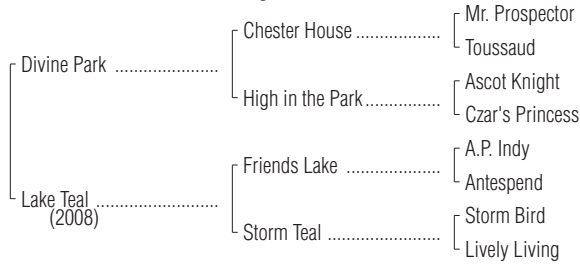 Mr. Prospector
Chester House ..................
Toussaud
Divine Park ......................
Ascot Knight
High in the Park................
Czar's Princess
A.P. Indy
Friends Lake ....................
Antespend
Lake Teal ..........................
(2008)
Storm Bird
Storm Teal ........................
Lively Living